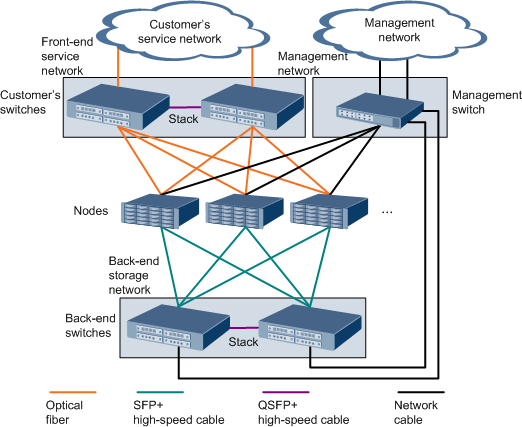 Customer's
service network
Management
network
Front-end
service
network
Management
network
Customer's
switches
Stack
Management
switch
Nodes
...
Back-end
storage
network
Back-end
switches
Stack
Optical
fiber
SFP+
high-speed cable
QSFP+
high-speed cable
Network
cable